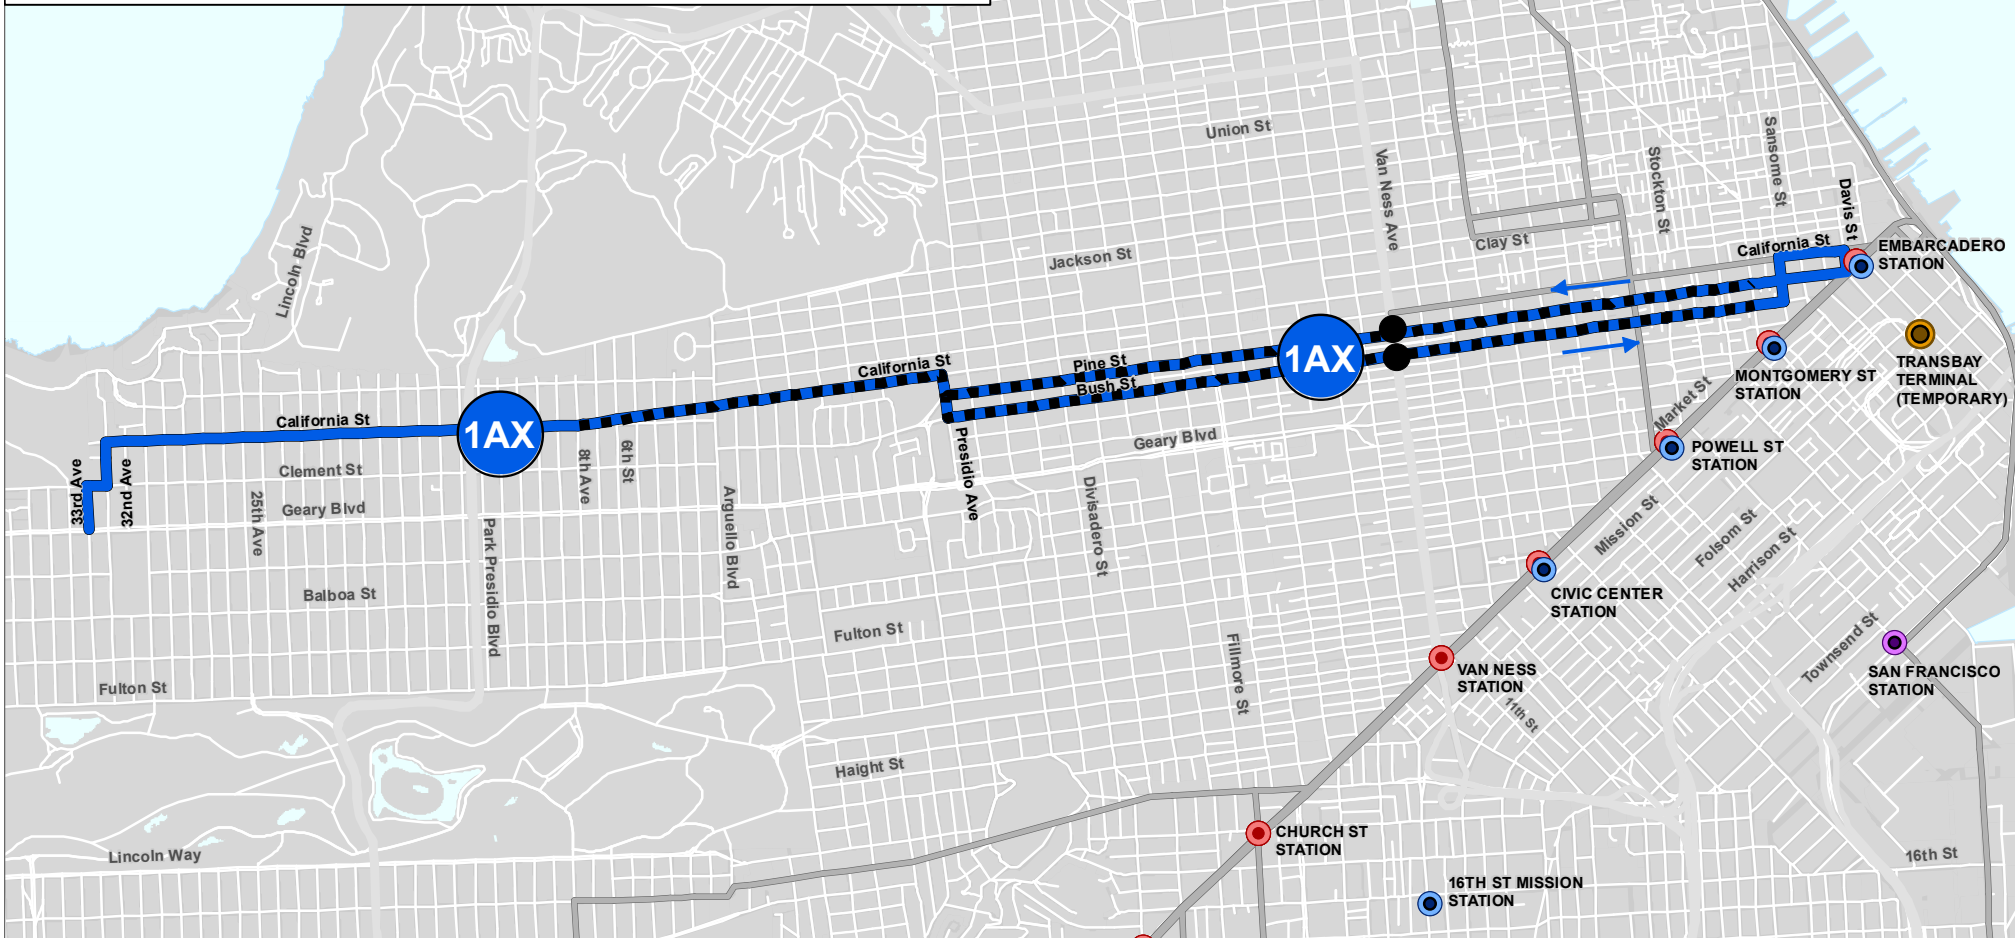 Union St
Sansome St
Stockton St
Van Ness Ave
Davis St
Lincoln Blvd
Clay St
California St
EMBARCADERO
STATION
Jackson St
1AX
TRANSBAY
TERMINAL
(TEMPORARY)
California St
Pine St
Bush St
MONTGOMERY ST
STATION
Market St
California St
1AX
Presidio Ave
Geary Blvd
POWELL ST
STATION
33rd Ave
32nd Ave
Clement St
25th Ave
Geary Blvd
8th Ave
6th St
Arguello Blvd
Park Presidio Blvd
Divisadero St
Mission St
Folsom St
Harrison St
Balboa St
CIVIC CENTER
STATION
Fulton St
Fillmore St
Townsend St
VAN NESS
STATION
SAN FRANCISCO
STATION
Fulton St
11th St
Haight St
CHURCH ST
STATION
Lincoln Way
16th St
16TH ST MISSION
STATION